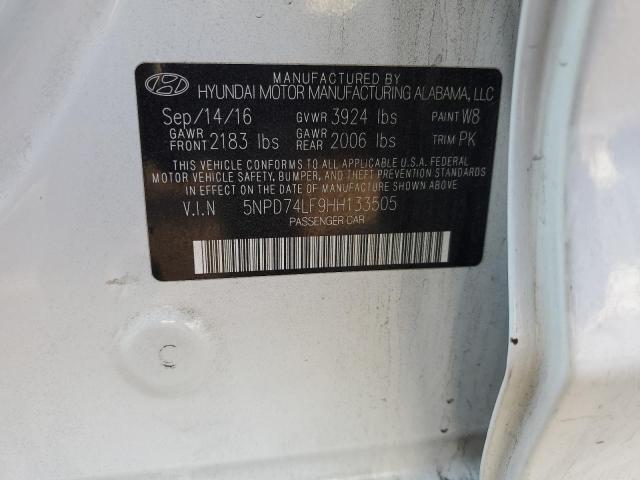 MANUFACTURED BY
HYUNDAI MOTOR MANUFACTURING ALABAMA, LLC
Sep/14/16 GVWR 3924 lbs PAINT W8
GAWR FRONT 2183 lbs GAWR REAR 2006 lbs TRIM PK
THIS VEHICLE CONFORMS TO ALL APPLICABLE U.S.A. FEDERAL
MOTOR VEHICLE SAFETY, BUMPER, AND THEFT PREVENTION STANDARDS
IN EFFECT ON THE DATE OF MANUFACTURE SHOWN ABOVE.
V.I.N 5NPD74LF9HH133505
PASSENGER CAR